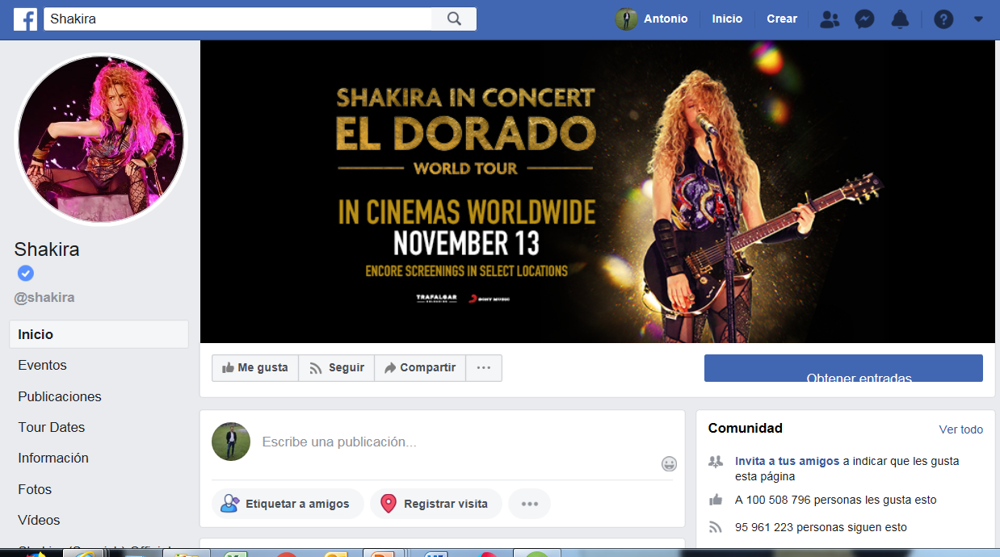 Shakira
Antonio
Inicio
Crear
SHAKIRA IN CONCERT
EL DORADO
WORLD TOUR
IN CINEMAS WORLDWIDE
NOVEMBER 13
ENCORE SCREENINGS IN SELECT LOCATIONS
TRAFALGAR
SONY MUSIC
Shakira
@shakira
Inicio
Eventos
Publicaciones
Tour Dates
Información
Fotos
Vídeos
Me gusta
Seguir
Compartir
Obtener entradas
Escribe una publicación...
Etiquetar a amigos
Registrar visita
Comunidad
Ver todo
Invita a tus amigos a indicar que les gusta
esta página
A 100 508 796 personas les gusta esto
95 961 223 personas siguen esto